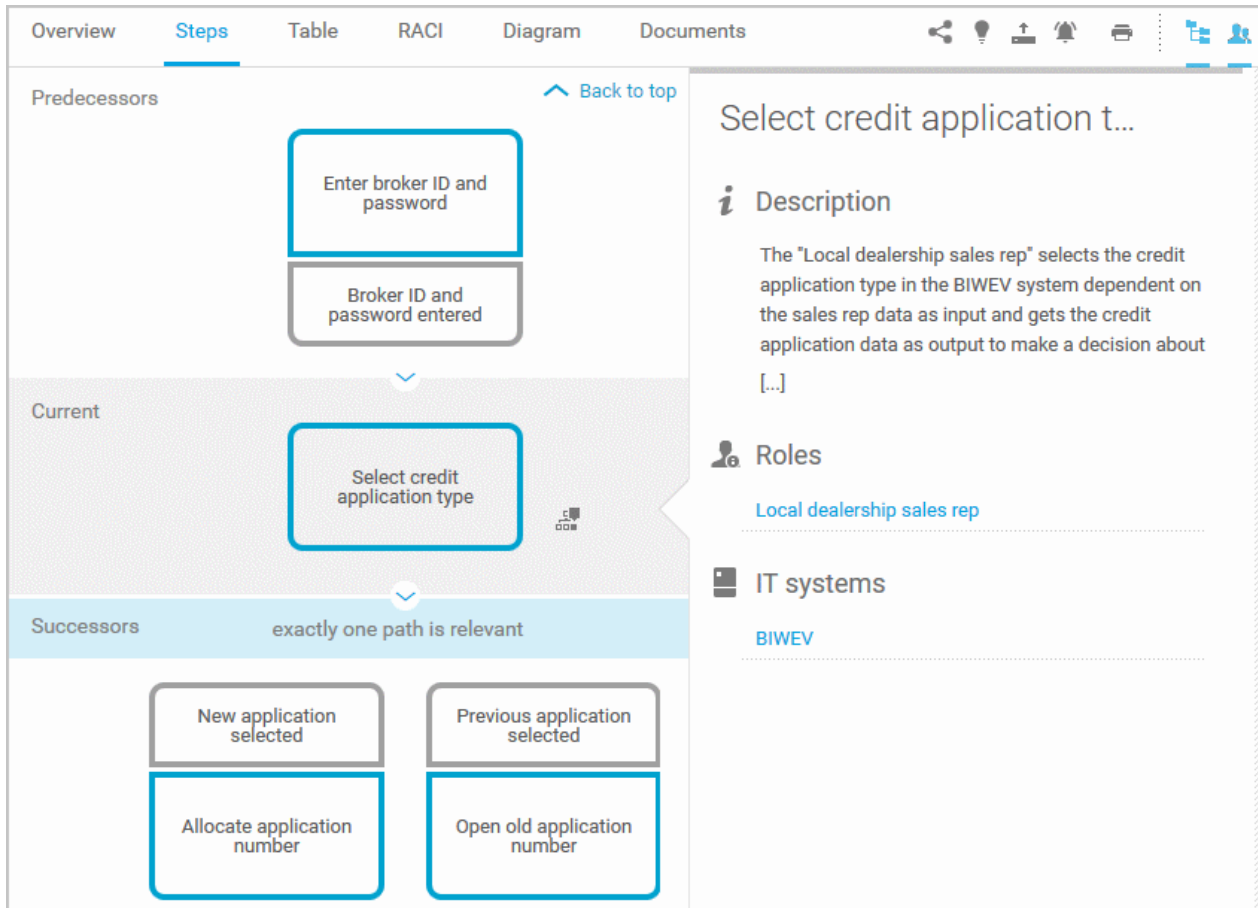 Overview Steps Table RACI Diagram Documents
Predecessors
Back to top
Enter broker ID and
password
Broker ID and
password entered
Current
Select credit
application type
Successors
exactly one path is relevant
New application
selected
Previous application
selected
Allocate application
number
Open old application
number
Select credit application t...
Description
The "Local dealership sales rep" selects the credit
application type in the BIWEV system dependent on
the sales rep data as input and gets the credit
application data as output to make a decision about
[...]
Roles
Local dealership sales rep
IT systems
BIWEV